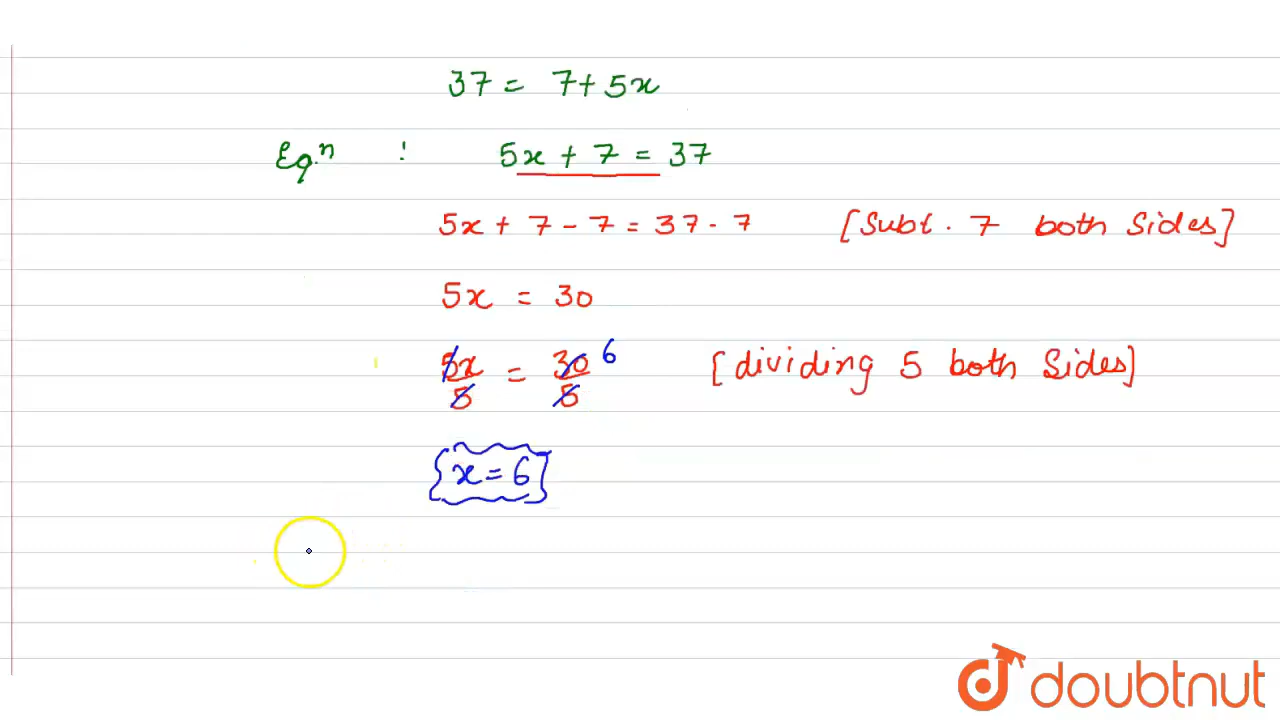 37 = 7 + 5x
Eqⁿ : 5x + 7 = 37
5x + 7 - 7 = 37 - 7 [Subt. 7 both Sides]
5x = 30
5x/5 = 30/5 6 [dividing 5 both Sides]
x = 6
doubtnut